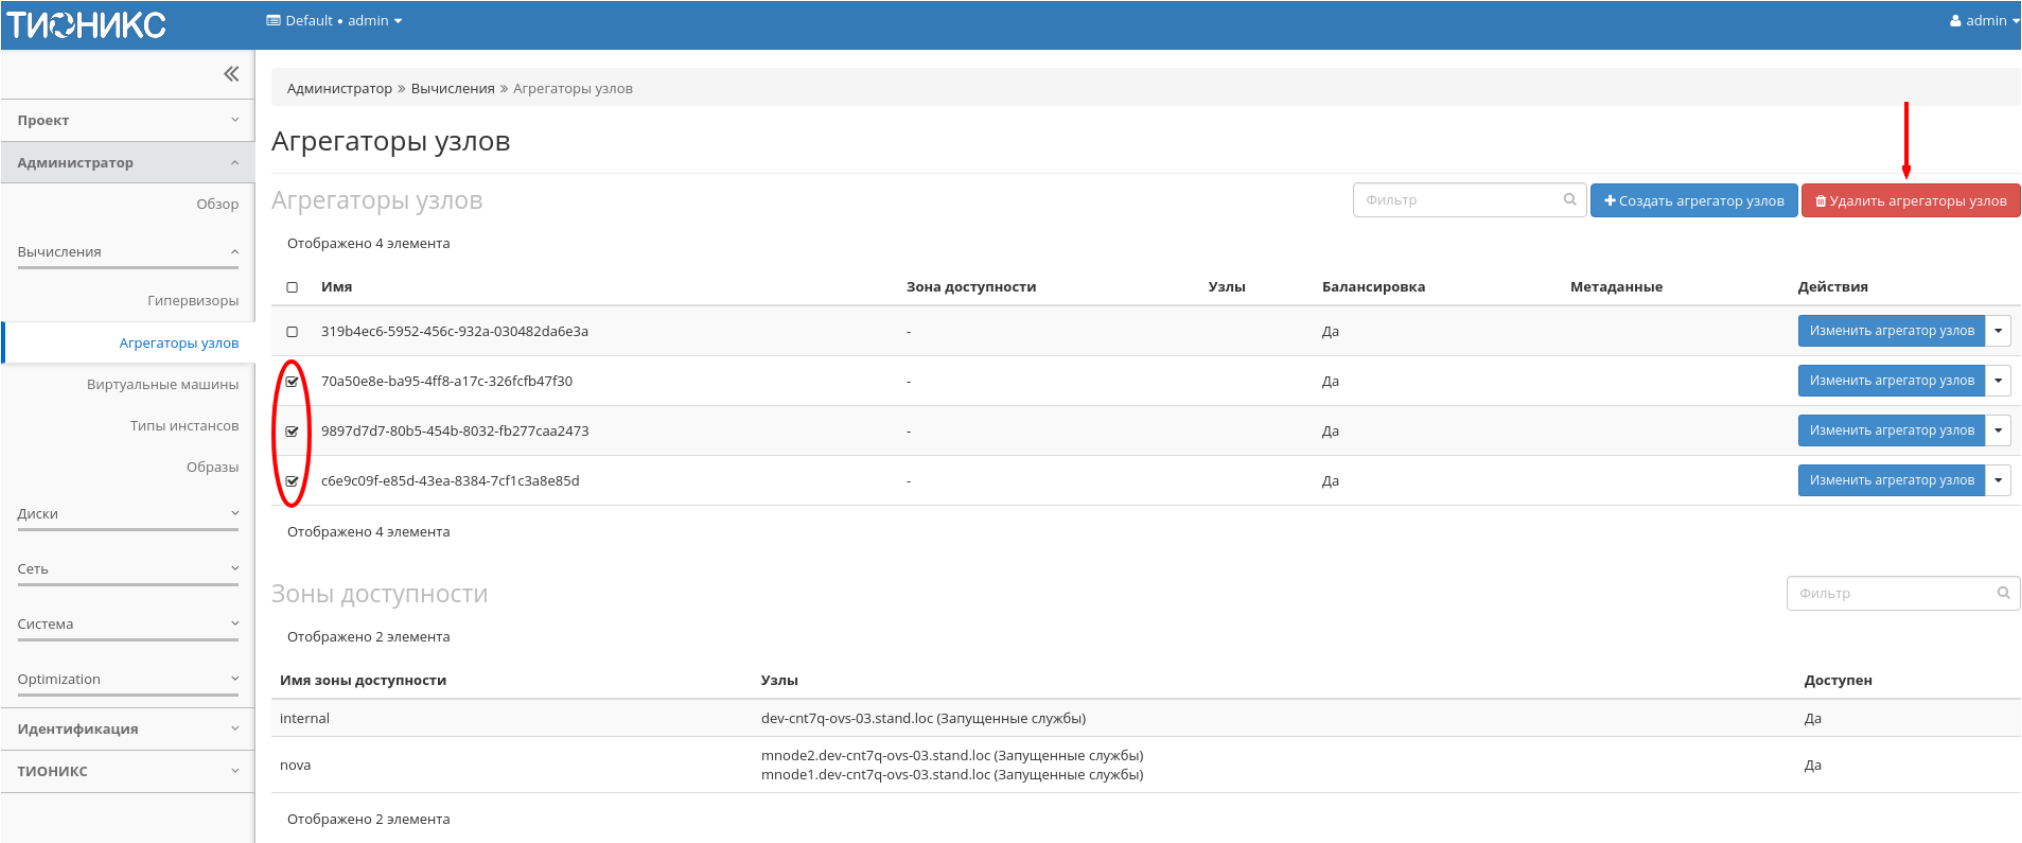 ТИОНИКС
Default • admin
admin
Проект
Администратор
Обзор
Вычисления
Гипервизоры
Агрегаторы узлов
Виртуальные машины
Типы инстансов
Образы
Диски
Сеть
Система
Optimization
Идентификация
ТИОНИКС
Администратор » Вычисления » Агрегаторы узлов
Агрегаторы узлов
Агрегаторы узлов
Фильтр
Создать агрегатор узлов
Удалить агрегаторы узлов
Отображено 4 элемента
Имя Зона доступности Узлы Балансировка Метаданные Действия
319b4ec6-5952-456c-932a-030482da6e3a - Да Изменить агрегатор узлов
70a50e8e-ba95-4ff8-a17c-326fcfb47f30 - Да Изменить агрегатор узлов
9897d7d7-80b5-454b-8032-fb277caa2473 - Да Изменить агрегатор узлов
c6e9c09f-e85d-43ea-8384-7cf1c3a8e85d - Да Изменить агрегатор узлов
Отображено 4 элемента
Зоны доступности
Фильтр
Отображено 2 элемента
Имя зоны доступности Узлы Доступен
internal dev-cnt7q-ovs-03.stand.loc (Запущенные службы) Да
nova mnode2.dev-cnt7q-ovs-03.stand.loc (Запущенные службы)
mnode1.dev-cnt7q-ovs-03.stand.loc (Запущенные службы) Да
Отображено 2 элемента